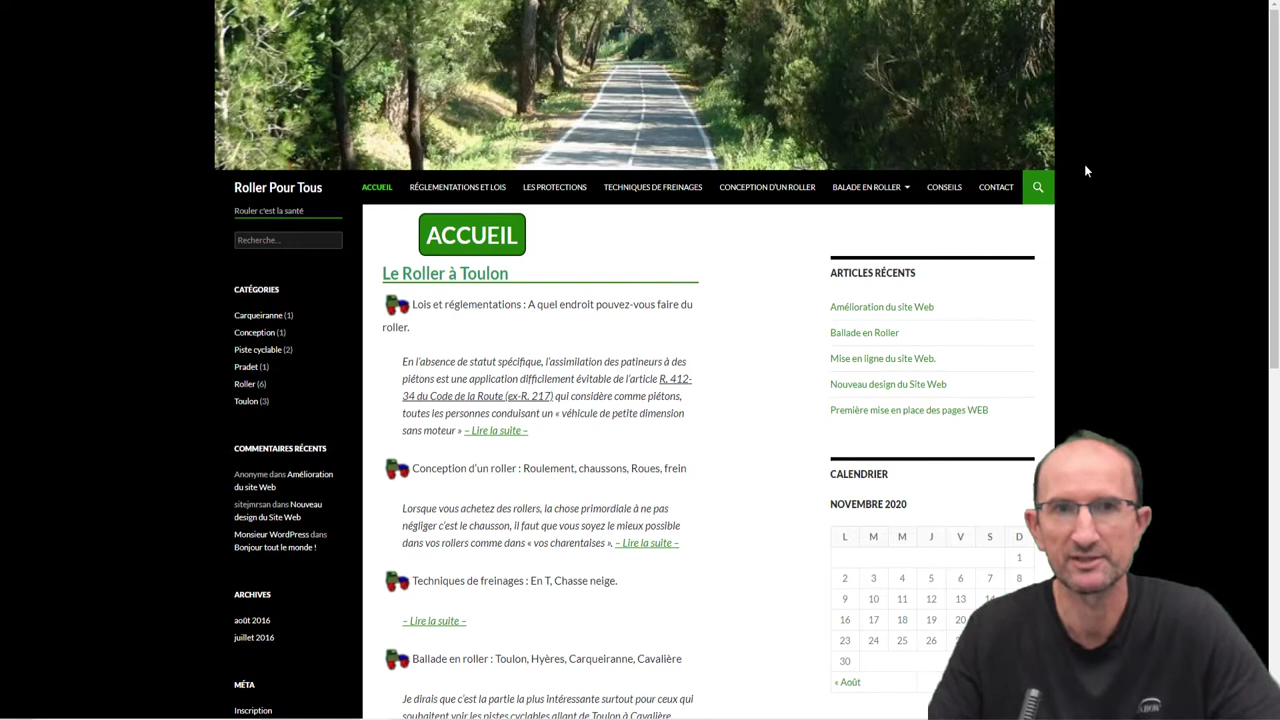 Roller Pour Tous
ACCUEIL
RÉGLEMENTATIONS ET LOIS
LES PROTECTIONS
TECHNIQUES DE FREINAGES
CONCEPTION D'UN ROLLER
BALADE EN ROLLER
CONSEILS
CONTACT
Rouler c'est la santé
Recherche...
CATÉGORIES
Carqueiranne (1)
Conception (1)
Piste cyclable (2)
Pradet (1)
Roller (6)
Toulon (3)
COMMENTAIRES RÉCENTS
Anonyme dans Amélioration
du site Web
sitejmrsan dans Nouveau
design du Site Web
Monsieur WordPress dans
Bonjour tout le monde !
ARCHIVES
août 2016
juillet 2016
MÉTA
Inscription
ACCUEIL
Le Roller à Toulon
Lois et réglementations : A quel endroit pouvez-vous faire du
roller.
En l'absence de statut spécifique, l'assimilation des patineurs à des
piétons est une application difficilement évitable de l'article R. 412-
34 du Code de la Route (ex-R. 217) qui considère comme piétons,
toutes les personnes conduisant un « véhicule de petite dimension
sans moteur » – Lire la suite –
Conception d'un roller : Roulement, chaussons, Roues, frein
Lorsque vous achetez des rollers, la chose primordiale à ne pas
négliger c'est le chausson, il faut que vous soyez le mieux possible
dans vos rollers comme dans « vos charentaises ». – Lire la suite –
Techniques de freinages : En T, Chasse neige.
– Lire la suite –
Ballade en roller : Toulon, Hyères, Carqueiranne, Cavalière
Je dirais que c'est la partie la plus intéressante surtout pour ceux qui
souhaitent voir les pistes cyclables allant de Toulon à Cavalière
ARTICLES RÉCENTS
Amélioration du site Web
Ballade en Roller
Mise en ligne du site Web.
Nouveau design du Site Web
Première mise en place des pages WEB
CALENDRIER
NOVEMBRE 2020
L M M J V S D
1
2 3 4 5 6 7 8
9 10 11 12 13
16 17 18 19 20
23 24 25 26
30
« Août